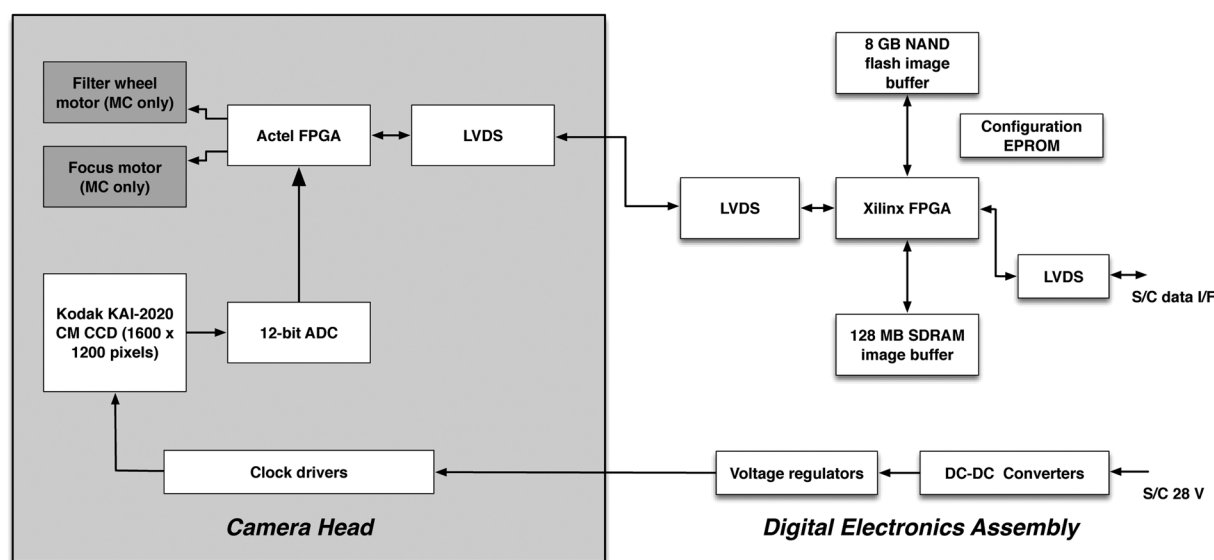 Filter wheel
motor (MC only)
Focus motor
(MC only)
Actel FPGA
LVDS
Kodak KAI-2020
CM CCD (1600 x
1200 pixels)
12-bit ADC
Clock drivers
Camera Head
8 GB NAND
flash image
buffer
Configuration
EPROM
LVDS
Xilinx FPGA
LVDS
S/C data I/F
128 MB SDRAM
image buffer
Voltage regulators
DC-DC Converters
S/C 28 V
Digital Electronics Assembly